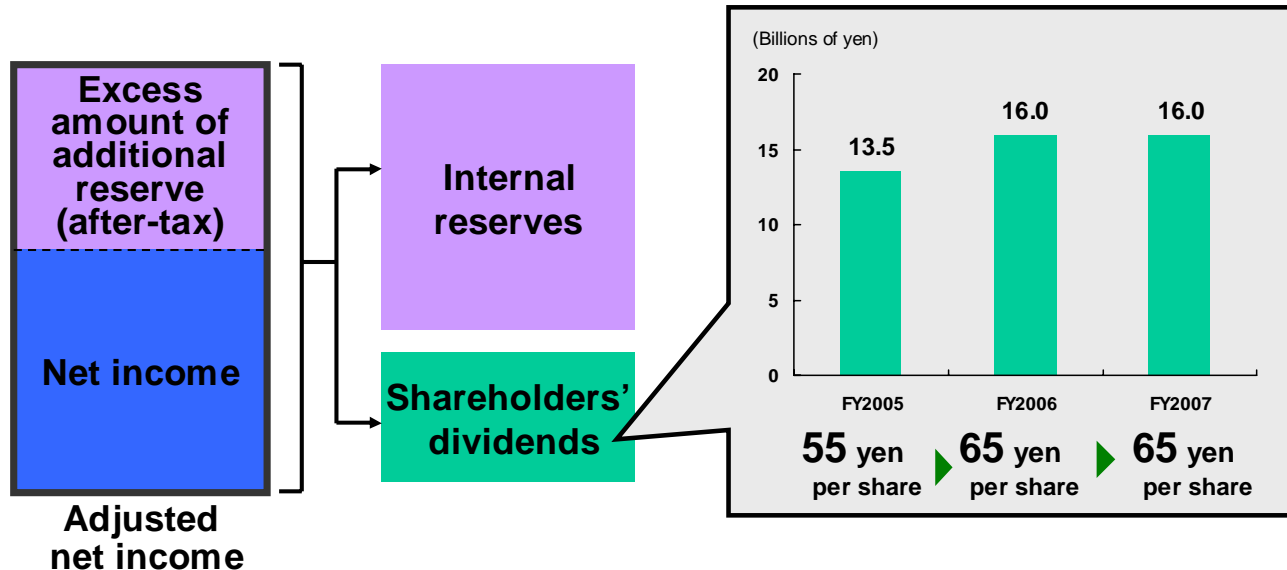 Excess
amount of
additional
reserve
(after-tax)
Net income
Adjusted
net income
Internal
reserves
Shareholders’
dividends
(Billions of yen)
20
15
10
5
0
13.5
16.0
16.0
FY2005
FY2006
FY2007
55 yen
per share
65 yen
per share
65 yen
per share